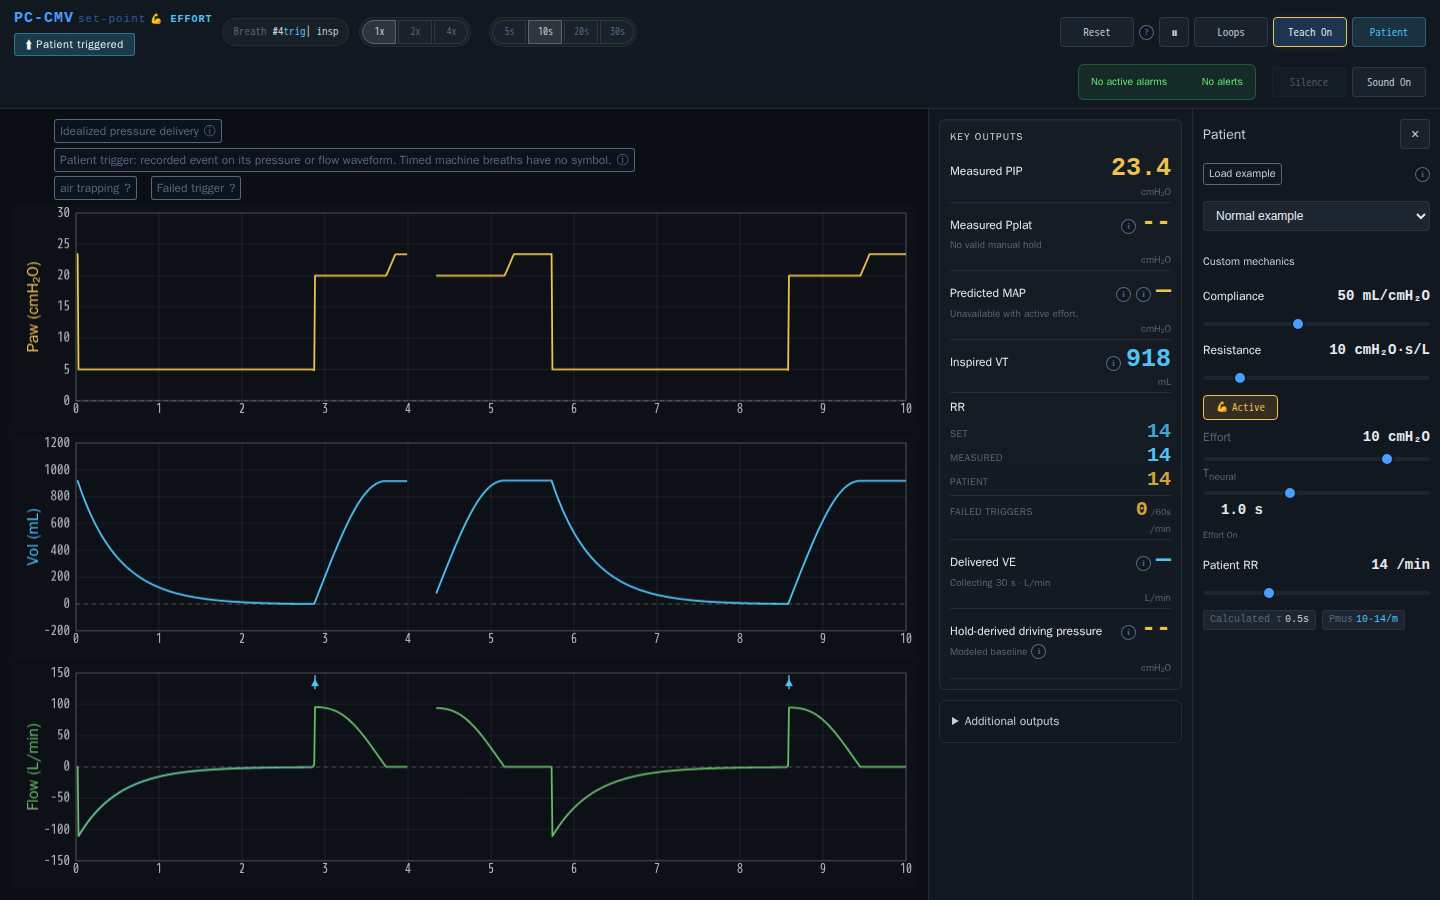 PC-CMV set-point 💪 EFFORT
⬆ Patient triggered
Breath #4 trig| insp
1x 2x 4x
5s 10s 20s 30s
Reset ? ⏸ Loops Teach On Patient
No active alarms No alerts
Silence Sound On
Idealized pressure delivery ⓘ
Patient trigger: recorded event on its pressure or flow waveform. Timed machine breaths have no symbol. ⓘ
air trapping ? Failed trigger ?
Paw (cmH₂O)
30
25
20
15
10
5
0
0 1 2 3 4 5 6 7 8 9 10
Vol (mL)
1200
1000
800
600
400
200
0
-200
0 1 2 3 4 5 6 7 8 9 10
Flow (L/min)
150
100
50
0
-50
-100
-150
0 1 2 3 4 5 6 7 8 9 10
KEY OUTPUTS
Measured PIP 23.4
cmH₂O
Measured Pplat i --
No valid manual hold
cmH₂O
Predicted MAP i i —
Unavailable with active effort.
cmH₂O
Inspired VT i 918
mL
RR
SET 14
MEASURED 14
PATIENT 14
FAILED TRIGGERS 0 /60s
/min
Delivered VE i —
Collecting 30 s · L/min
L/min
Hold-derived driving pressure i --
Modeled baseline i
cmH₂O
▶ Additional outputs
Patient ×
Load example i
Normal example
Custom mechanics
Compliance 50 mL/cmH₂O
Resistance 10 cmH₂O·s/L
💪 Active
Effort 10 cmH₂O
Tneural
1.0 s
Effort On
Patient RR 14 /min
Calculated τ 0.5s Pmus 10·14/m